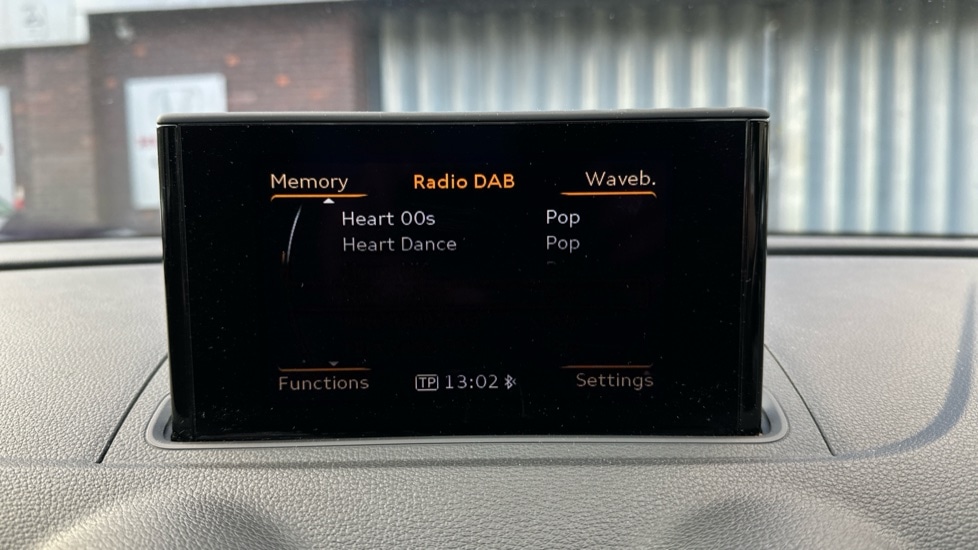 Memory Radio DAB Waveb.
Heart 00s Pop
Heart Dance Pop
Functions TP 13:02 Settings